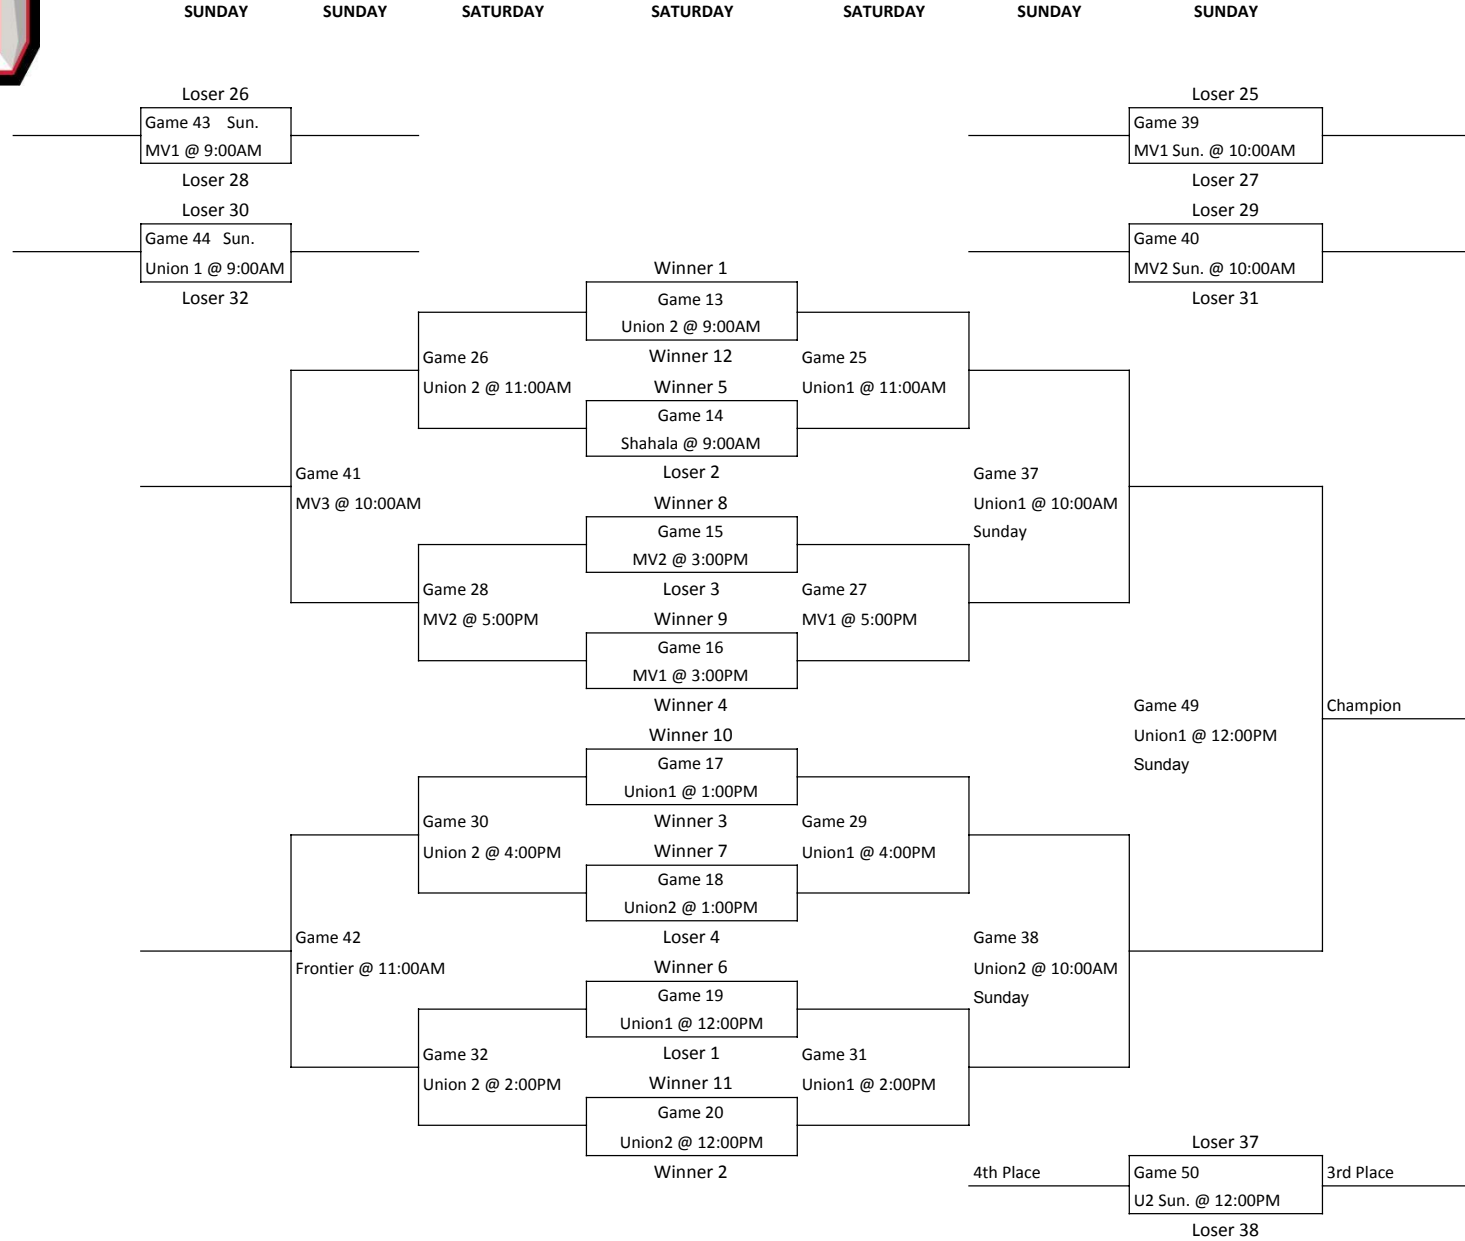 SUNDAY SUNDAY SATURDAY SATURDAY SATURDAY SUNDAY SUNDAY
Loser 26 Loser 25
Game 43 Sun. Game 39
MV1 @ 9:00AM MV1 Sun. @ 10:00AM
Loser 28 Loser 27
Loser 30 Loser 29
Game 44 Sun. Game 40
Union 1 @ 9:00AM Winner 1 MV2 Sun. @ 10:00AM
Loser 32 Game 13 Loser 31
Union 2 @ 9:00AM
Game 26 Winner 12 Game 25
Union 2 @ 11:00AM Winner 5 Union1 @ 11:00AM
Game 14
Shahala @ 9:00AM
Game 41 Loser 2 Game 37
MV3 @ 10:00AM Winner 8 Union1 @ 10:00AM
Game 15 Sunday
MV2 @ 3:00PM
Game 28 Loser 3 Game 27
MV2 @ 5:00PM Winner 9 MV1 @ 5:00PM
Game 16
MV1 @ 3:00PM
Winner 4 Game 49 Champion
Winner 10 Union1 @ 12:00PM
Game 17 Sunday
Union1 @ 1:00PM
Game 30 Winner 3 Game 29
Union 2 @ 4:00PM Winner 7 Union1 @ 4:00PM
Game 18
Union2 @ 1:00PM
Game 42 Loser 4 Game 38
Frontier @ 11:00AM Winner 6 Union2 @ 10:00AM
Game 19 Sunday
Union1 @ 12:00PM
Game 32 Loser 1 Game 31
Union 2 @ 2:00PM Winner 11 Union1 @ 2:00PM
Game 20
Union2 @ 12:00PM Loser 37
Winner 2 4th Place Game 50 3rd Place
U2 Sun. @ 12:00PM
Loser 38